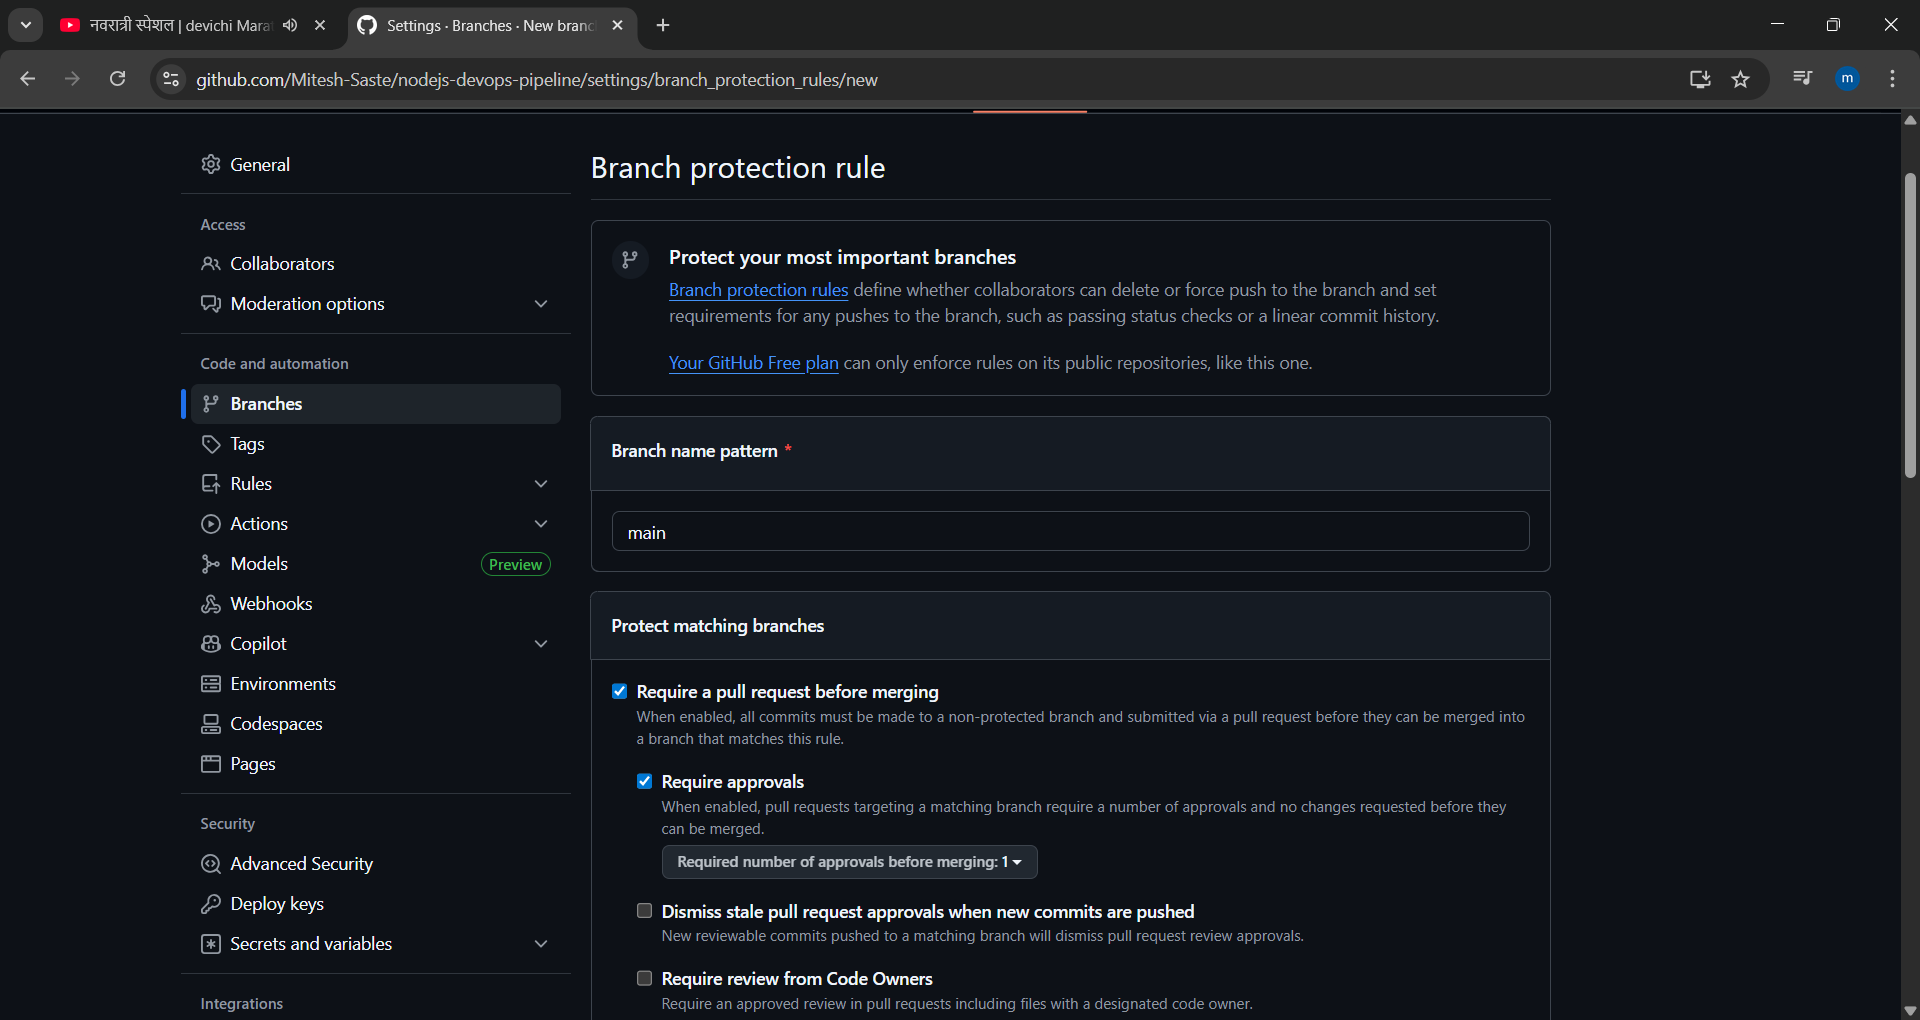 नवरात्री स्पेशल | devichi Mara
Settings · Branches · New branc
github.com/Mitesh-Saste/nodejs-devops-pipeline/settings/branch_protection_rules/new
m
General
Access
Collaborators
Moderation options
Code and automation
Branches
Tags
Rules
Actions
Models
Preview
Webhooks
Copilot
Environments
Codespaces
Pages
Security
Advanced Security
Deploy keys
Secrets and variables
Integrations
Branch protection rule
Protect your most important branches
Branch protection rules define whether collaborators can delete or force push to the branch and set
requirements for any pushes to the branch, such as passing status checks or a linear commit history.
Your GitHub Free plan can only enforce rules on its public repositories, like this one.
Branch name pattern *
main
Protect matching branches
Require a pull request before merging
When enabled, all commits must be made to a non-protected branch and submitted via a pull request before they can be merged into
a branch that matches this rule.
Require approvals
When enabled, pull requests targeting a matching branch require a number of approvals and no changes requested before they
can be merged.
Required number of approvals before merging: 1
Dismiss stale pull request approvals when new commits are pushed
New reviewable commits pushed to a matching branch will dismiss pull request review approvals.
Require review from Code Owners
Require an approved review in pull requests including files with a designated code owner.